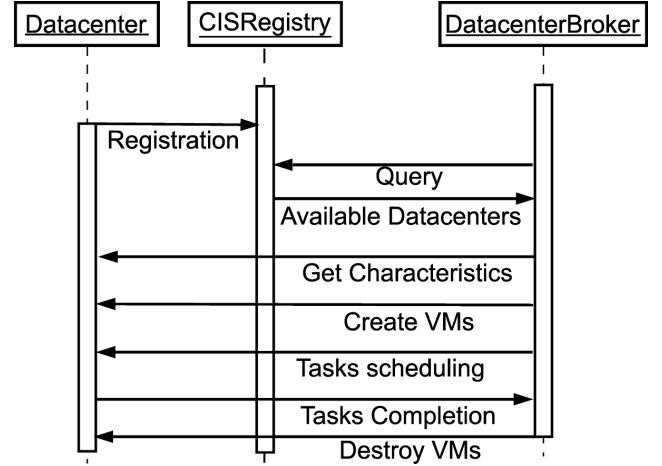 Datacenter
CISRegistry
DatacenterBroker
Registration
Query
Available Datacenters
Get Characteristics
Create VMs
Tasks scheduling
Tasks Completion
Destroy VMs